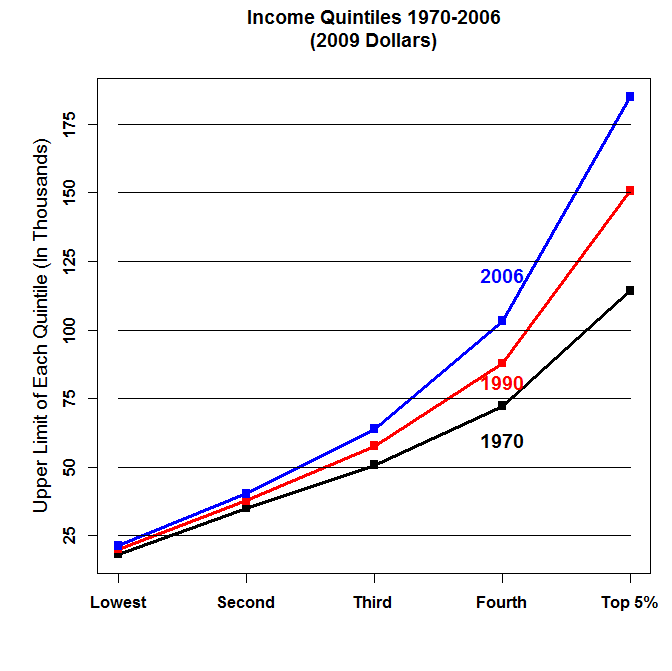 Income Quintiles 1970-2006
(2009 Dollars)
Upper Limit of Each Quintile (In Thousands)
175
150
125
100
75
50
25
2006
1990
1970
Lowest
Second
Third
Fourth
Top 5%